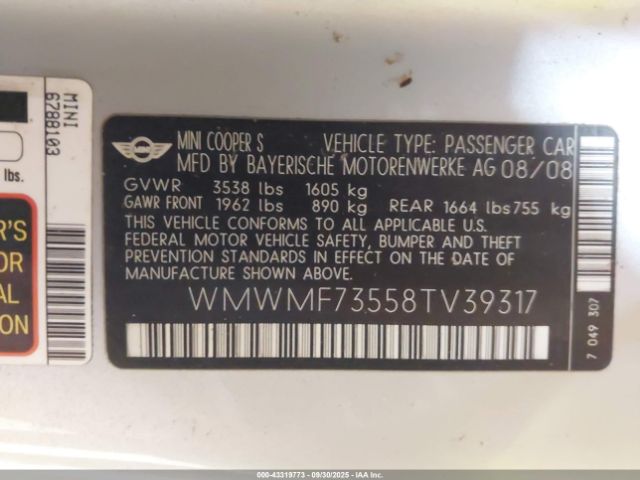 MINI
6788103
lbs.
R'S
OR
AL
ION
MINI COOPER S VEHICLE TYPE: PASSENGER CAR
MFD BY BAYERISCHE MOTORENWERKE AG 08/08
GVWR 3538 lbs 1605 kg
GAWR FRONT 1962 lbs 890 kg REAR 1664 lbs 755 kg
THIS VEHICLE CONFORMS TO ALL APPLICABLE U.S.
FEDERAL MOTOR VEHICLE SAFETY, BUMPER AND THEFT
PREVENTION STANDARDS IN EFFECT ON THE DATE
OF MANUFACTURE SHOWN ABOVE.
WMWMF73558TV39317
7 049 307
000-43319773 - (09/30/2025) - IAAI Inc.